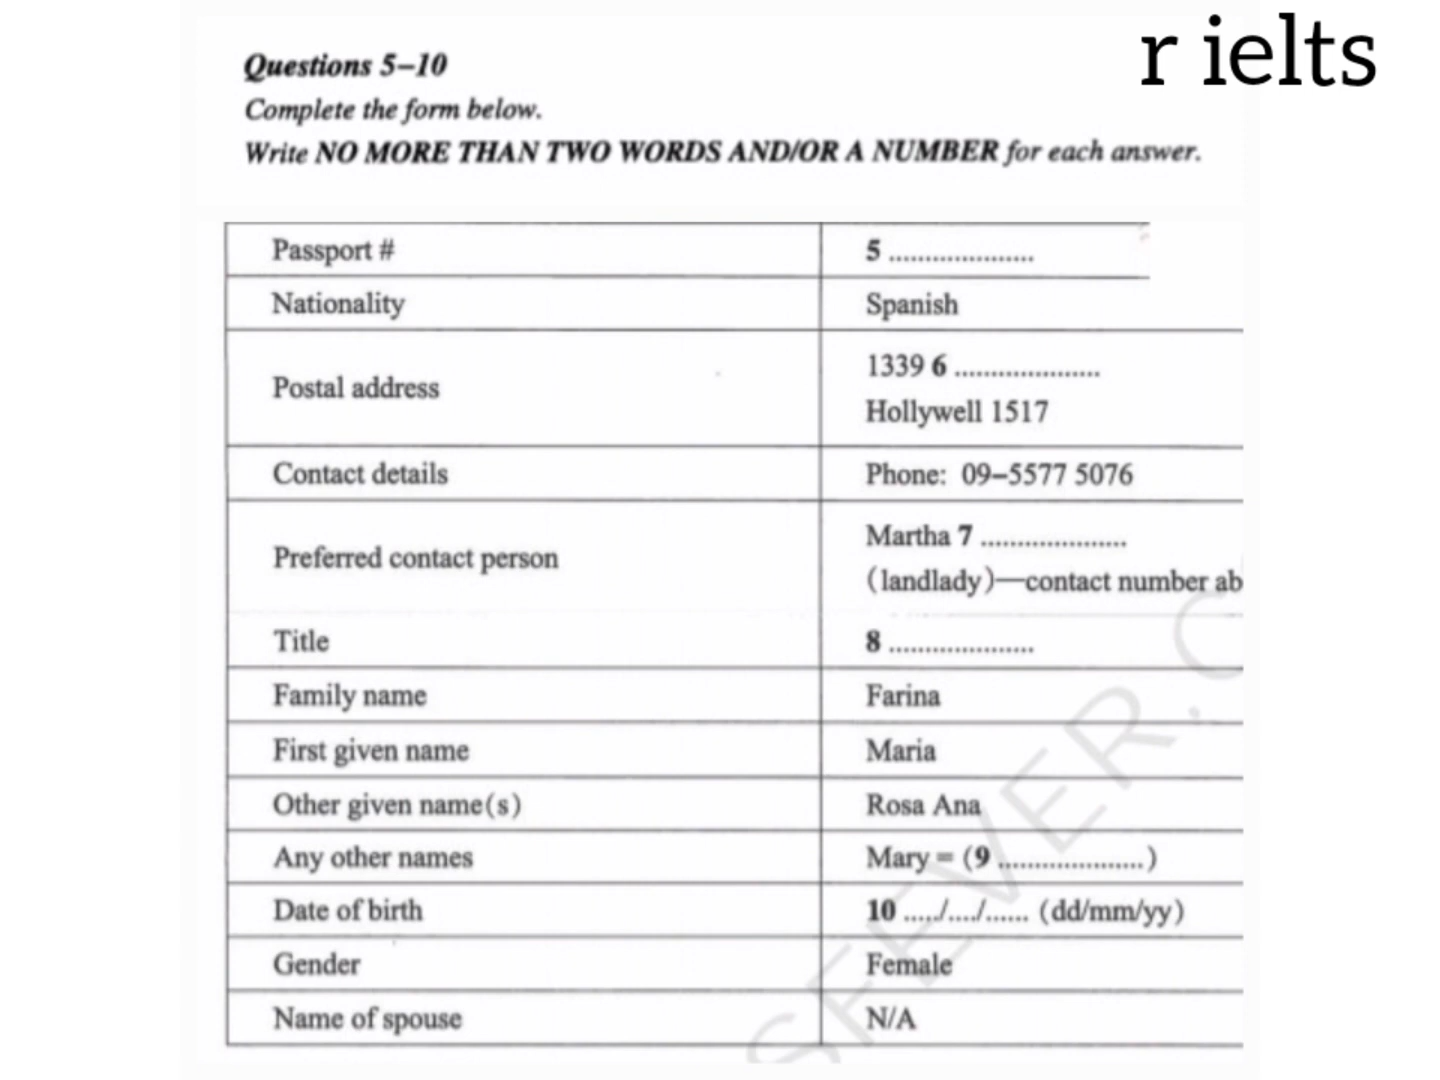 r ielts
Questions 5–10
Complete the form below.
Write NO MORE THAN TWO WORDS AND/OR A NUMBER for each answer.
Passport # 5 ....................
Nationality Spanish
Postal address 1339 6 ....................
Hollywell 1517
Contact details Phone: 09–5577 5076
Preferred contact person Martha 7 ....................
(landlady)—contact number ab
Title 8 ....................
Family name Farina
First given name Maria
Other given name(s) Rosa Ana
Any other names Mary = (9 ....................)
Date of birth 10 ...../..../...... (dd/mm/yy)
Gender Female
Name of spouse N/A
SFEVER.C